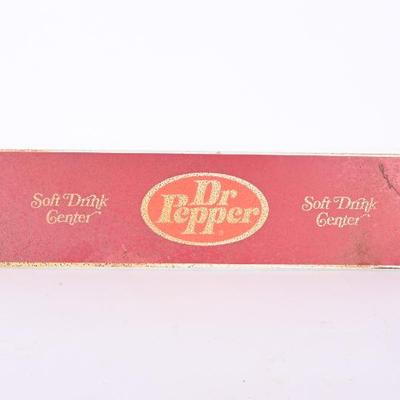 Soft Drink
Center
Dr
Pepper
®
Soft Drink
Center